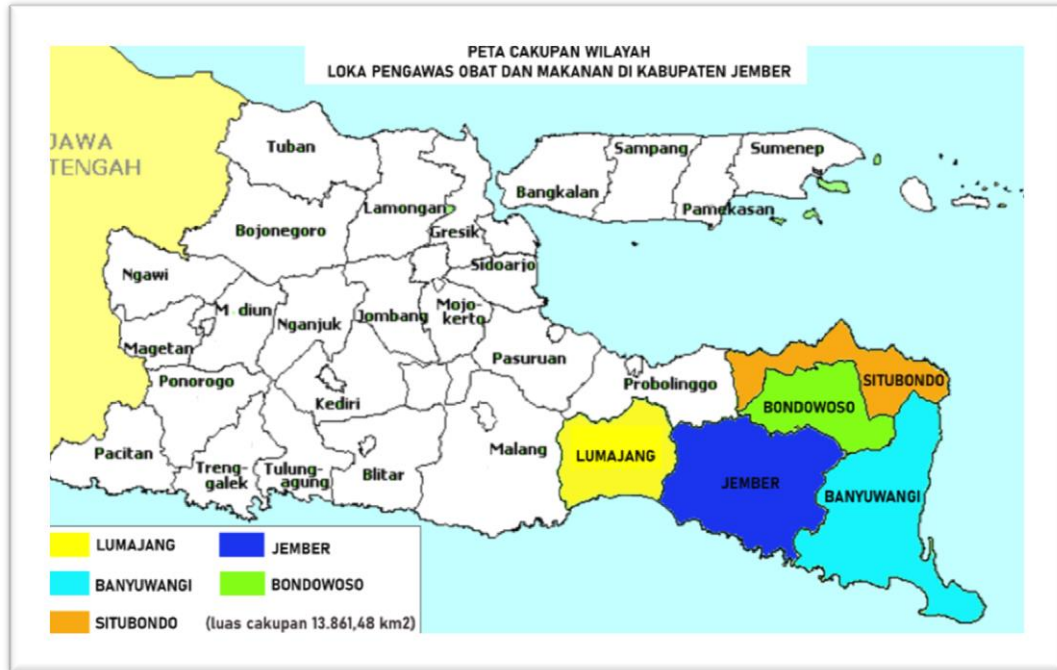 PETA CAKUPAN WILAYAH
LOKA PENGAWAS OBAT DAN MAKANAN DI KABUPATEN JEMBER
JAWA
TENGAH
Tuban
Sampang
Sumenep
Bangkalan
Lamongan
Pamekasan
Bojonegoro
Gresik
Sidoarjo
Ngawi
M diun
Nganjuk
Jombang
Mojo-
kerto
Magetan
Pasuruan
Ponorogo
Kediri
Probolinggo
SITUBONDO
BONDOWOSO
Pacitan
Treng-
galek
Tulung-
agung
Blitar
Malang
LUMAJANG
JEMBER
BANYUWANGI
LUMAJANG
JEMBER
BANYUWANGI
BONDOWOSO
SITUBONDO
(luas cakupan 13.861,48 km2)